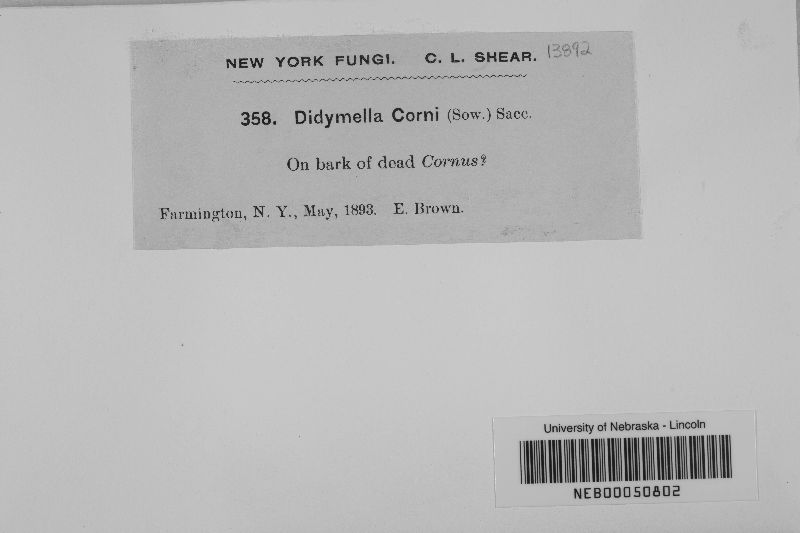 NEW YORK FUNGI. C. L. SHEAR. 13892
358. Didymella Corni (Sow.) Sacc.
On bark of dead Cornus?
Farmington, N. Y., May, 1893. E. Brown.
University of Nebraska - Lincoln
NEB00050802